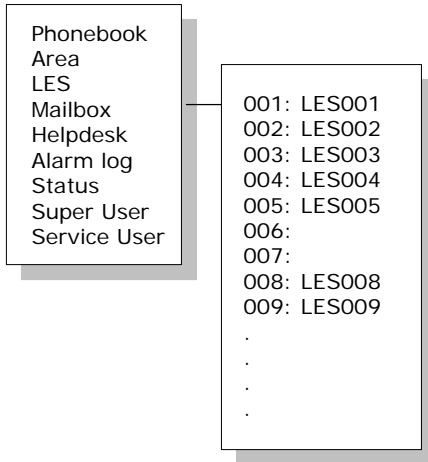 Phonebook
Area
LES
Mailbox
Helpdesk
Alarm log
Status
Super User
Service User
001: LES001
002: LES002
003: LES003
004: LES004
005: LES005
006:
007:
008: LES008
009: LES009
.
.
.
.